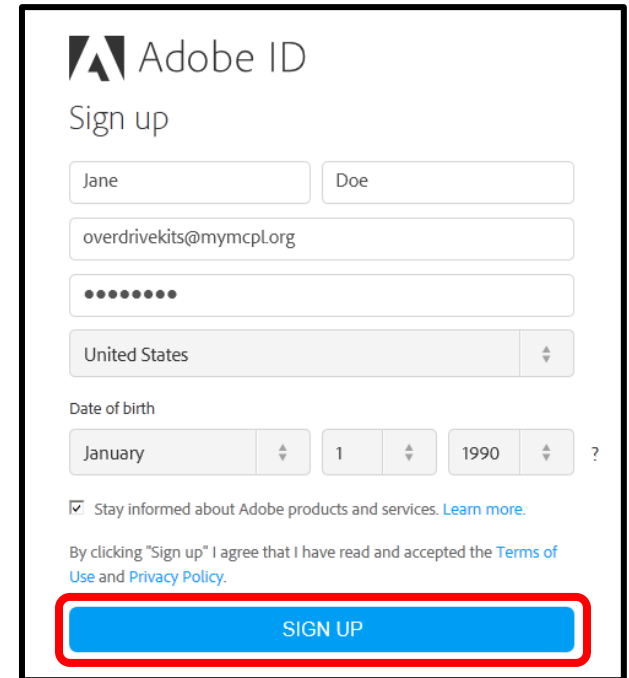 Adobe ID
Sign up
Jane Doe
overdrivekits@mymcpl.org
••••••••
United States
Date of birth
January 1 1990 ?
Stay informed about Adobe products and services. Learn more.
By clicking "Sign up" I agree that I have read and accepted the Terms of
Use and Privacy Policy.
SIGN UP